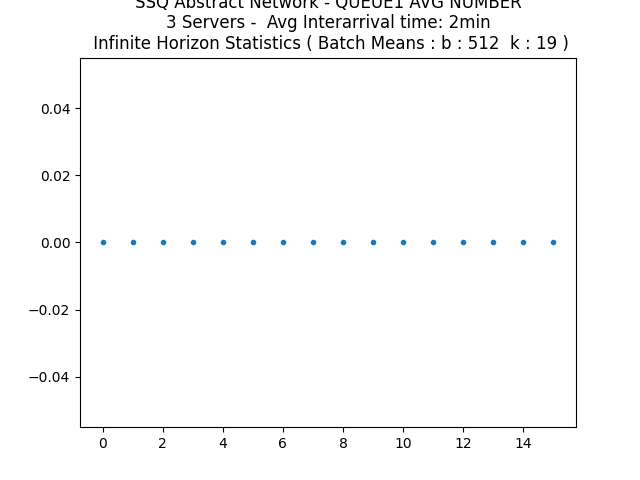 SSQ Abstract Network - QUEUE1 AVG NUMBER
3 Servers -  Avg Interarrival time: 2min
Infinite Horizon Statistics ( Batch Means : b : 512  k : 19 )
0.04
0.02
0.00
−0.02
−0.04
0 2 4 6 8 10 12 14